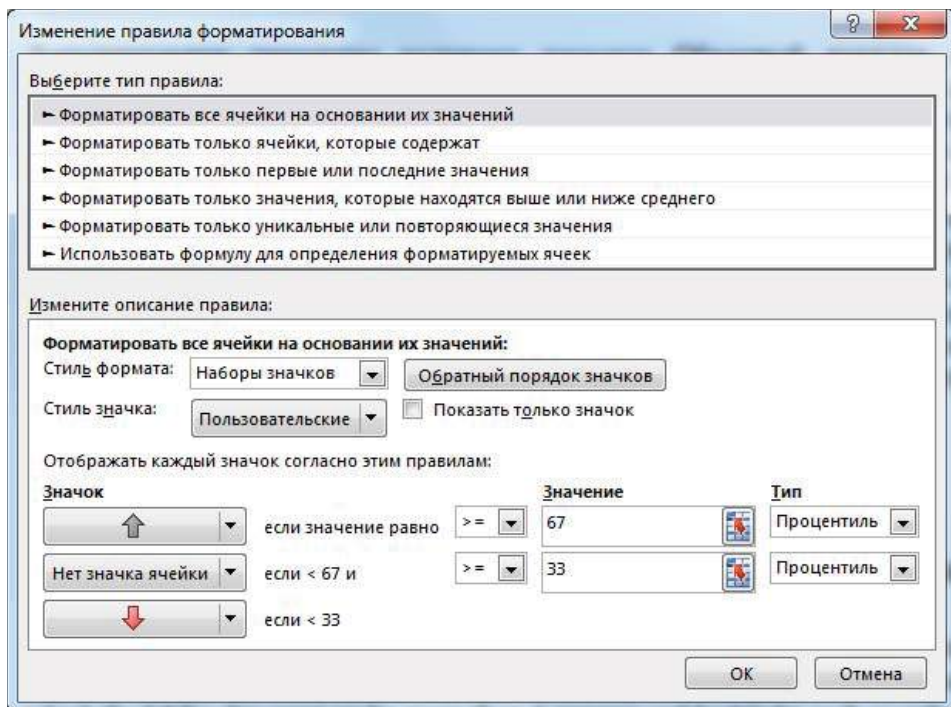 Изменение правила форматирования
Выберите тип правила:
► Форматировать все ячейки на основании их значений
► Форматировать только ячейки, которые содержат
► Форматировать только первые или последние значения
► Форматировать только значения, которые находятся выше или ниже среднего
► Форматировать только уникальные или повторяющиеся значения
► Использовать формулу для определения форматируемых ячеек
Измените описание правила:
Форматировать все ячейки на основании их значений:
Стиль формата: Наборы значков Обратный порядок значков
Стиль значка: Пользовательские Показать только значок
Отображать каждый значок согласно этим правилам:
Значок Значение Тип
если значение равно >= 67 Процентиль
Нет значка ячейки если < 67 и >= 33 Процентиль
если < 33
ОК Отмена